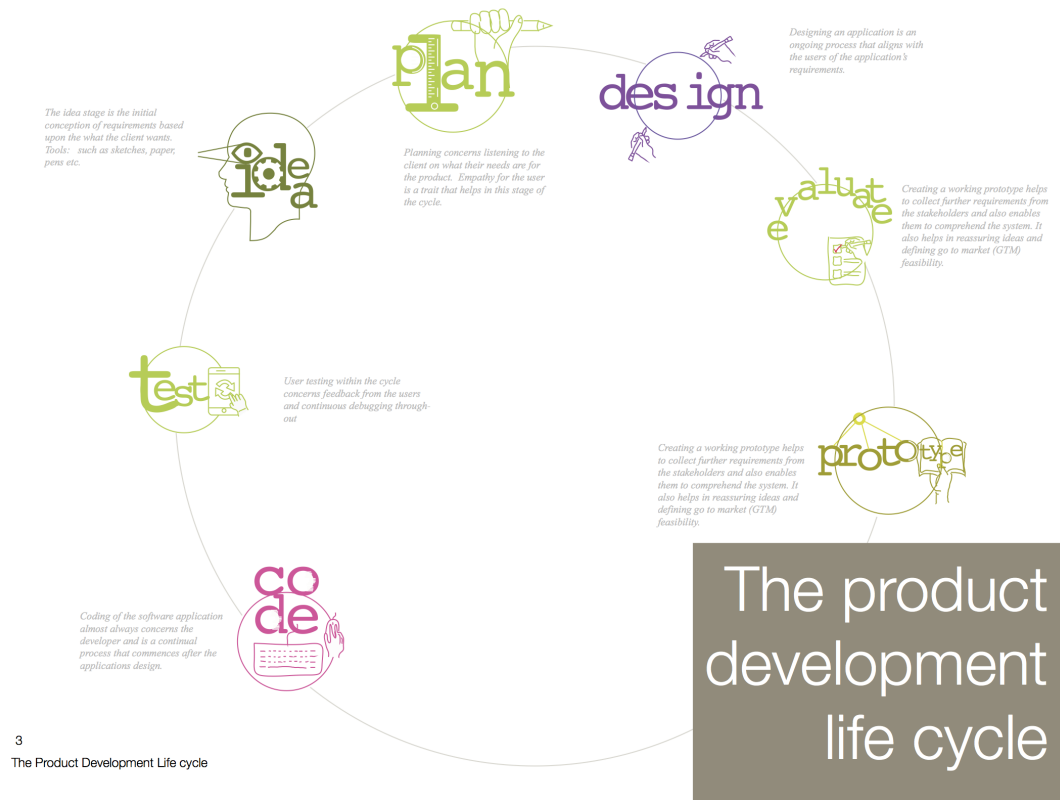 plan
Planning concerns listening to the
client on what their needs are for
the product.  Empathy for the user
is a trait that helps in this stage of
the cycle.
design
Designing an application is an
ongoing process that aligns with
the users of the application's
requirements.
The idea stage is the initial
conception of requirements based
upon the what the client wants.
Tools:   such as sketches, paper,
pens etc.
idea
evaluate
Creating a working prototype helps
to collect further requirements from
the stakeholders and also enables
them to comprehend the system. It
also helps in reassuring ideas and
defining go to market (GTM)
feasibility.
test
User testing within the cycle
concerns feedback from the users
and continuous debugging through-
out
prototype
Creating a working prototype helps
to collect further requirements from
the stakeholders and also enables
them to comprehend the system. It
also helps in reassuring ideas and
defining go to market (GTM)
feasibility.
co
de
Coding of the software application
almost always concerns the
developer and is a continual
process that commences after the
applications design.
The product
development
life cycle
3
The Product Development Life cycle